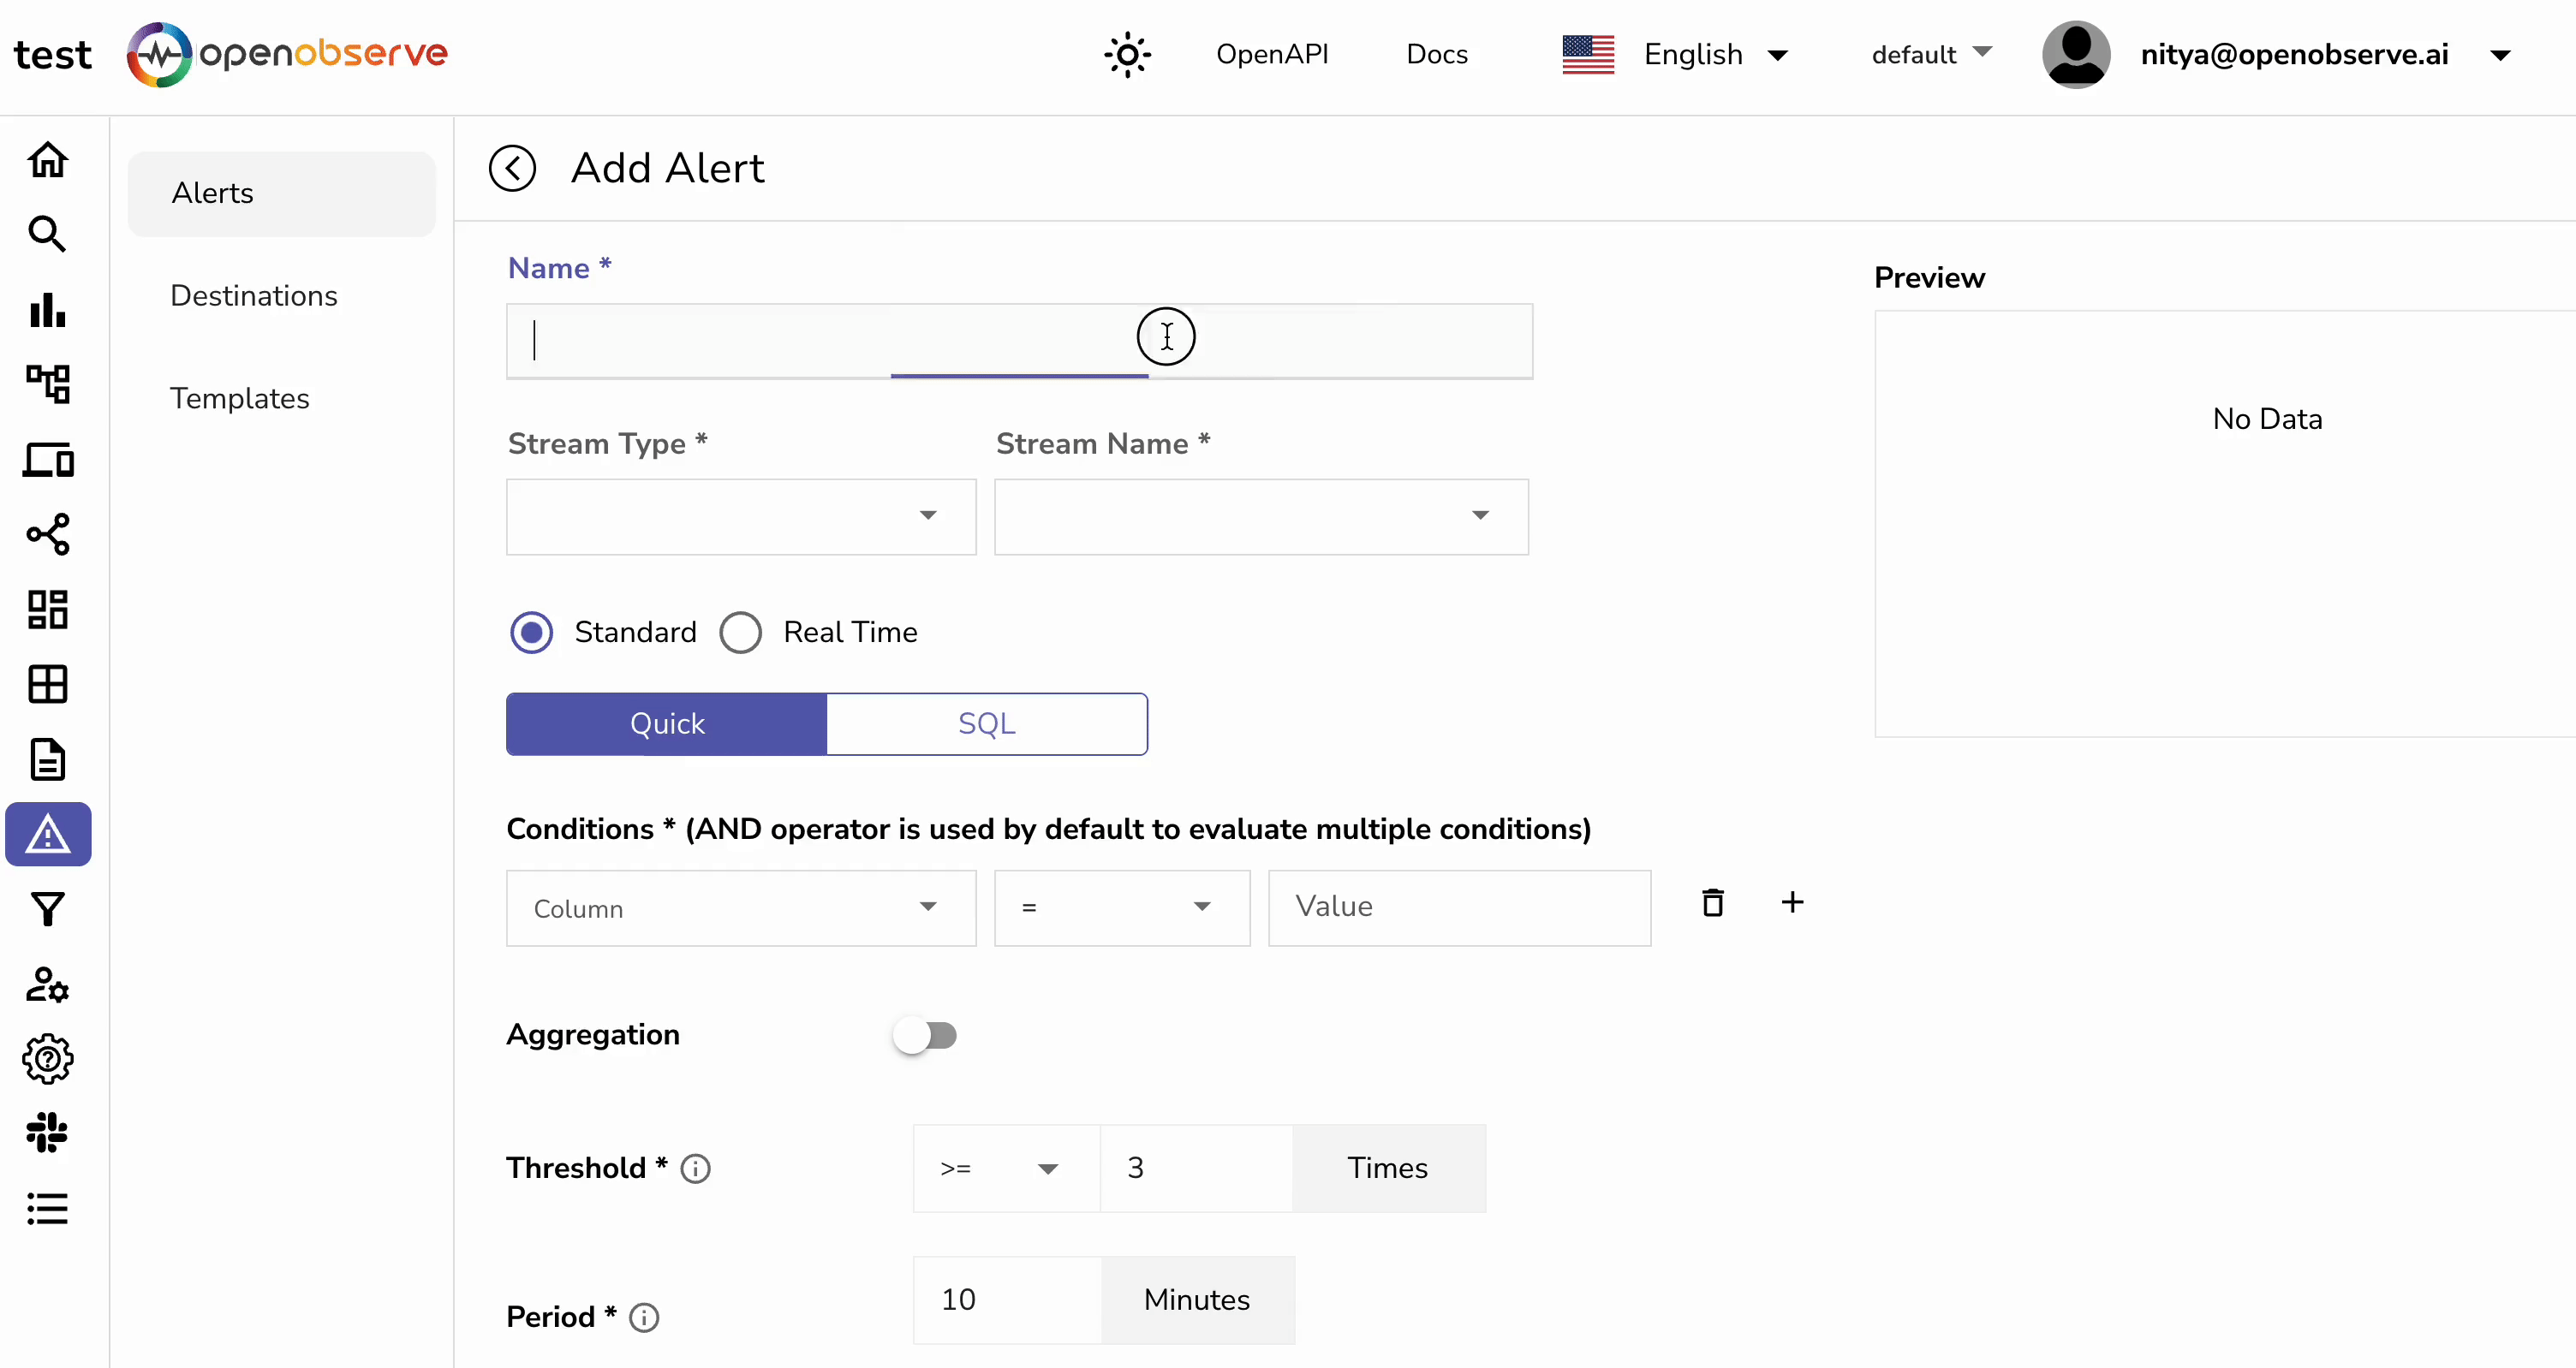 test openobserve OpenAPI Docs English default nitya@openobserve.ai
Alerts
Destinations
Templates
Add Alert
Name *
Preview
No Data
Stream Type * Stream Name *
Standard Real Time
Quick SQL
Conditions * (AND operator is used by default to evaluate multiple conditions)
Column = Value
Aggregation
Threshold * >= 3 Times
Period * 10 Minutes